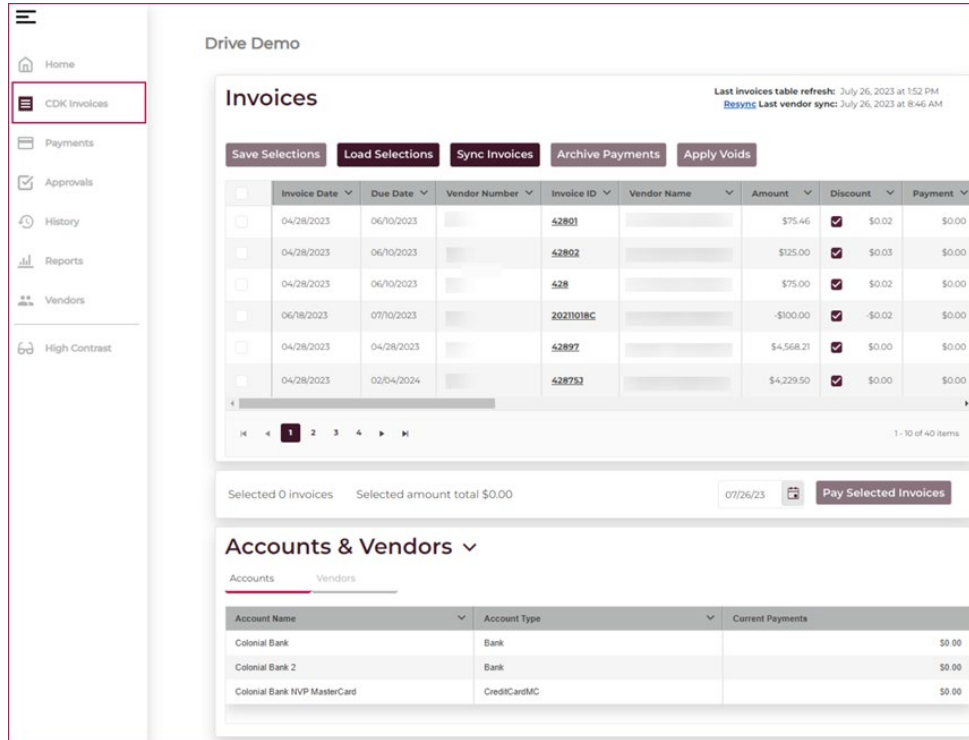 Drive Demo
Home
CDK Invoices
Payments
Approvals
History
Reports
Vendors
High Contrast
Invoices
Last invoices table refresh: July 26, 2023 at 1:52 PM
Resync Last vendor sync: July 26, 2023 at 8:46 AM
Save Selections Load Selections Sync Invoices Archive Payments Apply Voids
Invoice Date Due Date Vendor Number Invoice ID Vendor Name Amount Discount Payment
04/28/2023 06/10/2023 42801 $75.46 $0.02 $0.00
04/28/2023 06/10/2023 42802 $125.00 $0.03 $0.00
04/28/2023 06/10/2023 428 $75.00 $0.02 $0.00
06/18/2023 07/10/2023 20211018C -$100.00 -$0.02 $0.00
04/28/2023 04/28/2023 42897 $4,568.21 $0.00 $0.00
04/28/2023 02/04/2024 42875J $4,229.50 $0.00 $0.00
1 2 3 4 1 - 10 of 40 items
Selected 0 invoices Selected amount total $0.00 07/26/23 Pay Selected Invoices
Accounts & Vendors
Accounts Vendors
Account Name Account Type Current Payments
Colonial Bank Bank $0.00
Colonial Bank 2 Bank $0.00
Colonial Bank NVP MasterCard CreditCardMC $0.00